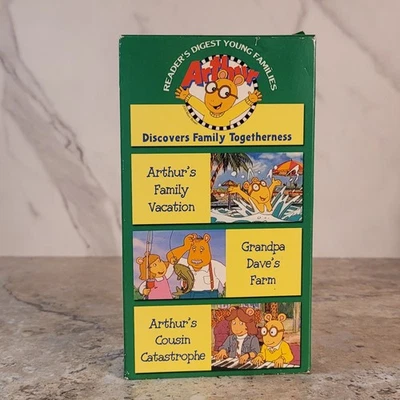 READER'S DIGEST YOUNG FAMILIES
Arthur
Discovers Family Togetherness
Arthur's
Family
Vacation
Grandpa
Dave's
Farm
Arthur's
Cousin
Catastrophe